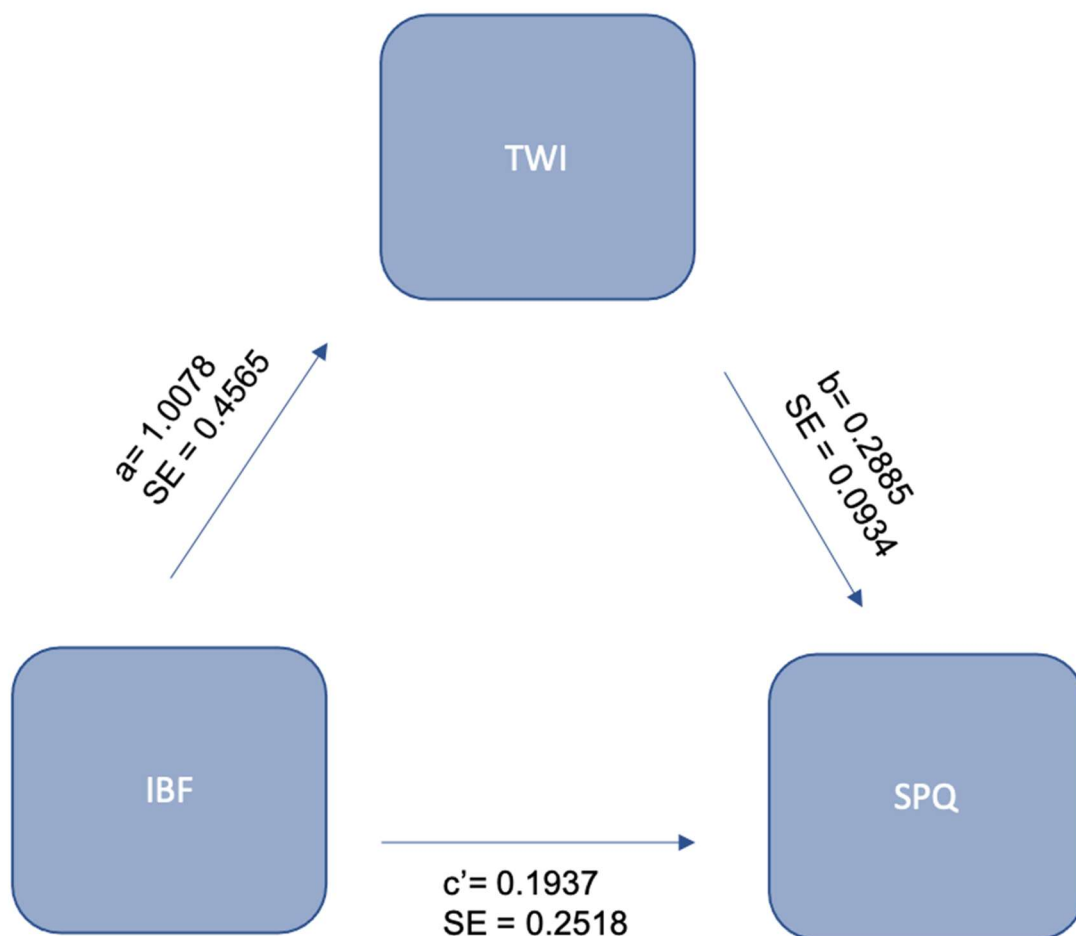 TWI
a= 1.0078
SE = 0.4565
b= 0.2885
SE = 0.0934
IBF
SPQ
c’= 0.1937
SE = 0.2518